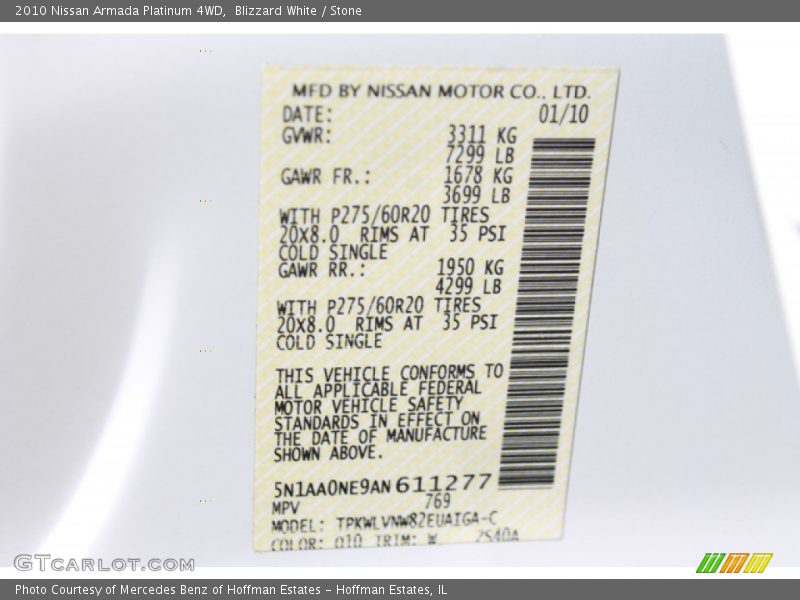 2010 Nissan Armada Platinum 4WD,  Blizzard White / Stone
MFD BY NISSAN MOTOR CO., LTD.
DATE: 01/10
GVWR: 3311 KG
7299 LB
GAWR FR.: 1678 KG
3699 LB
WITH P275/60R20 TIRES
20X8.0 RIMS AT 35 PSI
COLD SINGLE
GAWR RR.: 1950 KG
4299 LB
WITH P275/60R20 TIRES
20X8.0 RIMS AT 35 PSI
COLD SINGLE
THIS VEHICLE CONFORMS TO
ALL APPLICABLE FEDERAL
MOTOR VEHICLE SAFETY
STANDARDS IN EFFECT ON
THE DATE OF MANUFACTURE
SHOWN ABOVE.
5N1AA0NE9AN611277
MPV 769
MODEL: TPKWLVNW82EUAIGA-C
COLOR: Q10 TRIM: W 2S40A
GTCARLOT.COM
Photo Courtesy of Mercedes Benz of Hoffman Estates - Hoffman Estates, IL